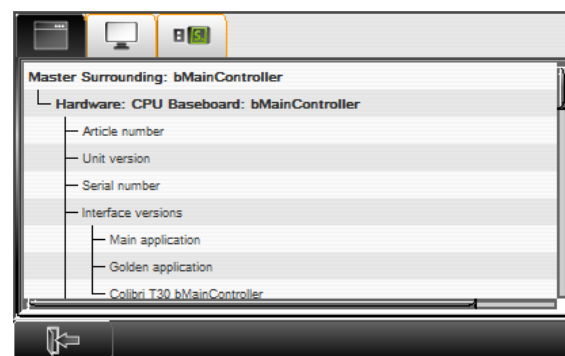 Master Surrounding: bMainController
Hardware: CPU Baseboard: bMainController
Article number
Unit version
Serial number
Interface versions
Main application
Golden application
Colibri T30 bMainController